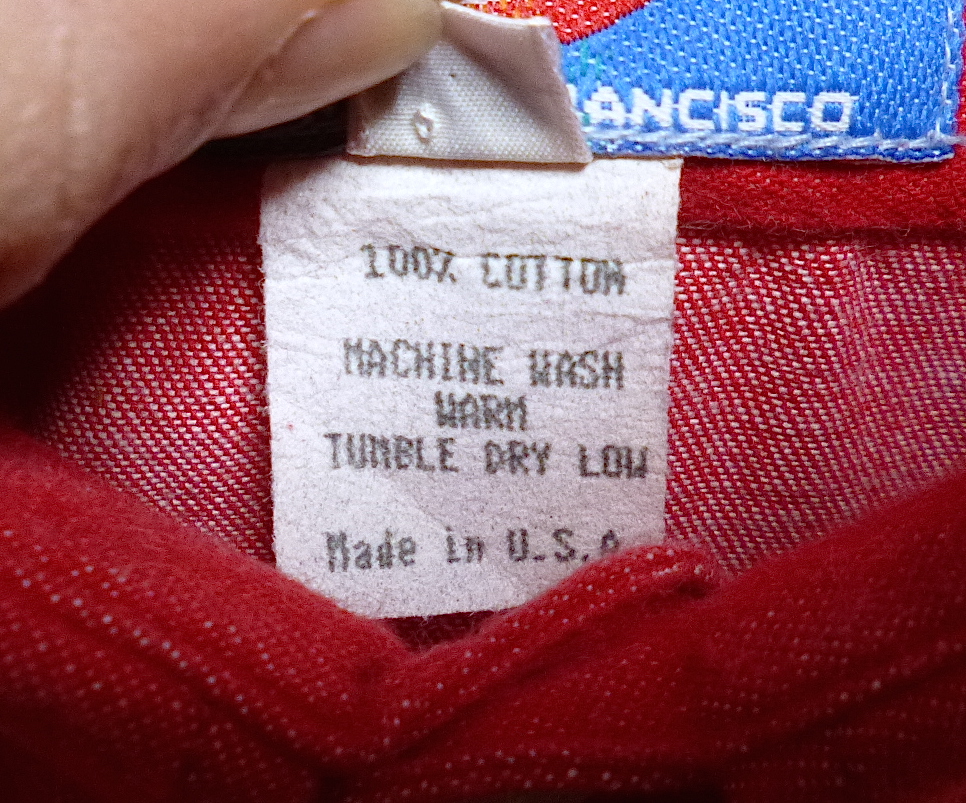 ANCISCO
100% COTTON
MACHINE WASH
WARM
TUMBLE DRY LOW
Made in U.S.A